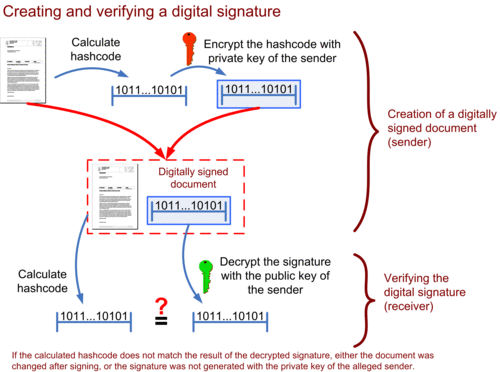 Creating and verifying a digital signature
Calculate
hashcode
Encrypt the hashcode with
private key of the sender
1011...10101
1011...10101
Creation of a digitally
signed document
(sender)
Digitally signed
document
1011...10101
Decrypt the signature
with the public key of
the sender
Calculate
hashcode
Verifying the
digital signature
(receiver)
1011...10101
?
=
1011...10101
If the calculated hashcode does not match the result of the decrypted signature, either the document was
changed after signing, or the signature was not generated with the private key of the alleged sender.